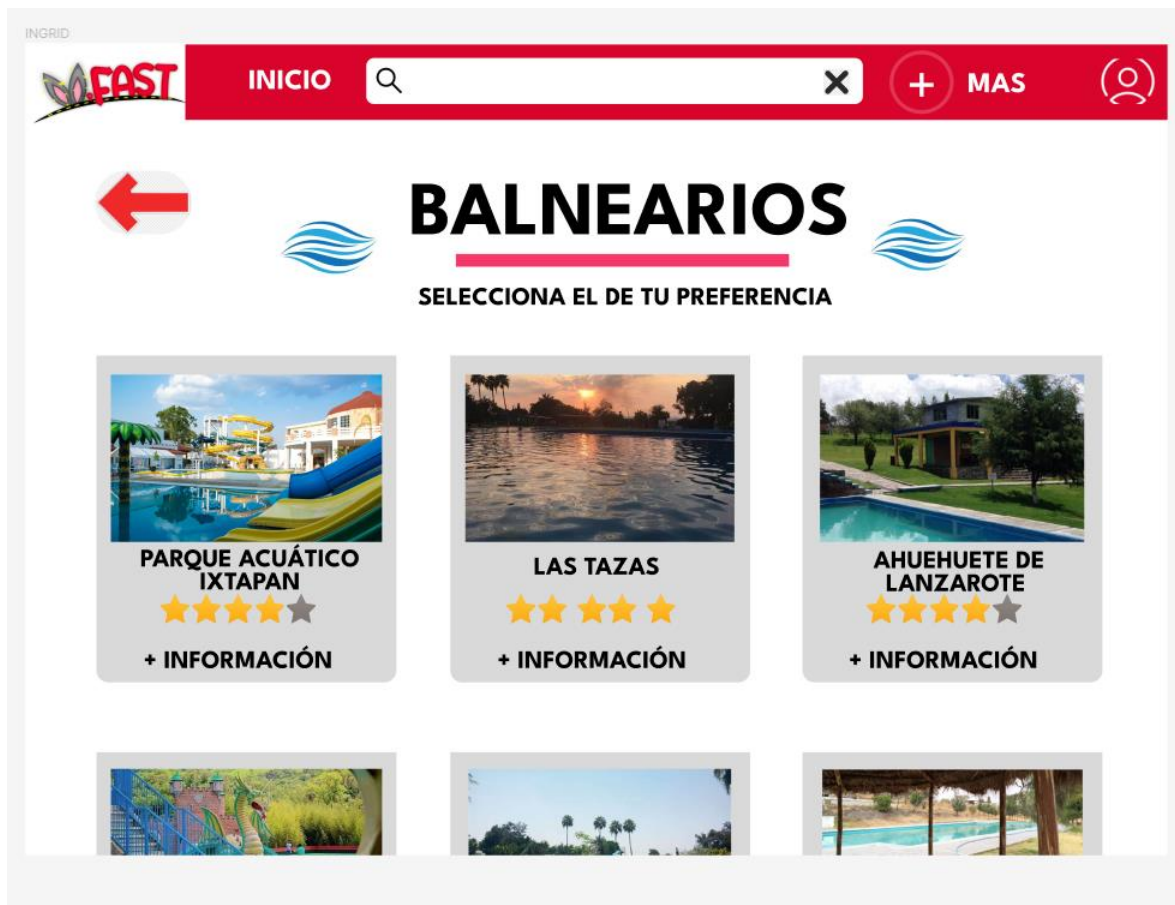 INGRID
.FAST
INICIO
MAS
BALNEARIOS
SELECCIONA EL DE TU PREFERENCIA
PARQUE ACUÁTICO
IXTAPAN
LAS TAZAS
AHUEHUETE DE
LANZAROTE
+ INFORMACIÓN
+ INFORMACIÓN
+ INFORMACIÓN